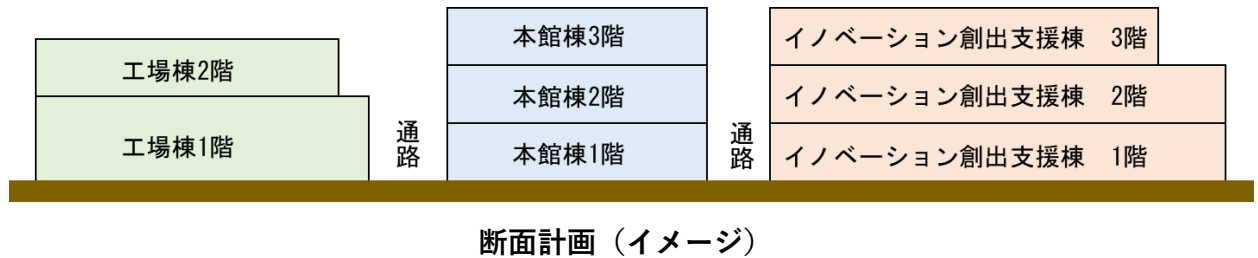 工場棟2階
工場棟1階
通路
本館棟3階
本館棟2階
本館棟1階
通路
イノベーション創出支援棟　3階
イノベーション創出支援棟　2階
イノベーション創出支援棟　1階
断面計画（イメージ）